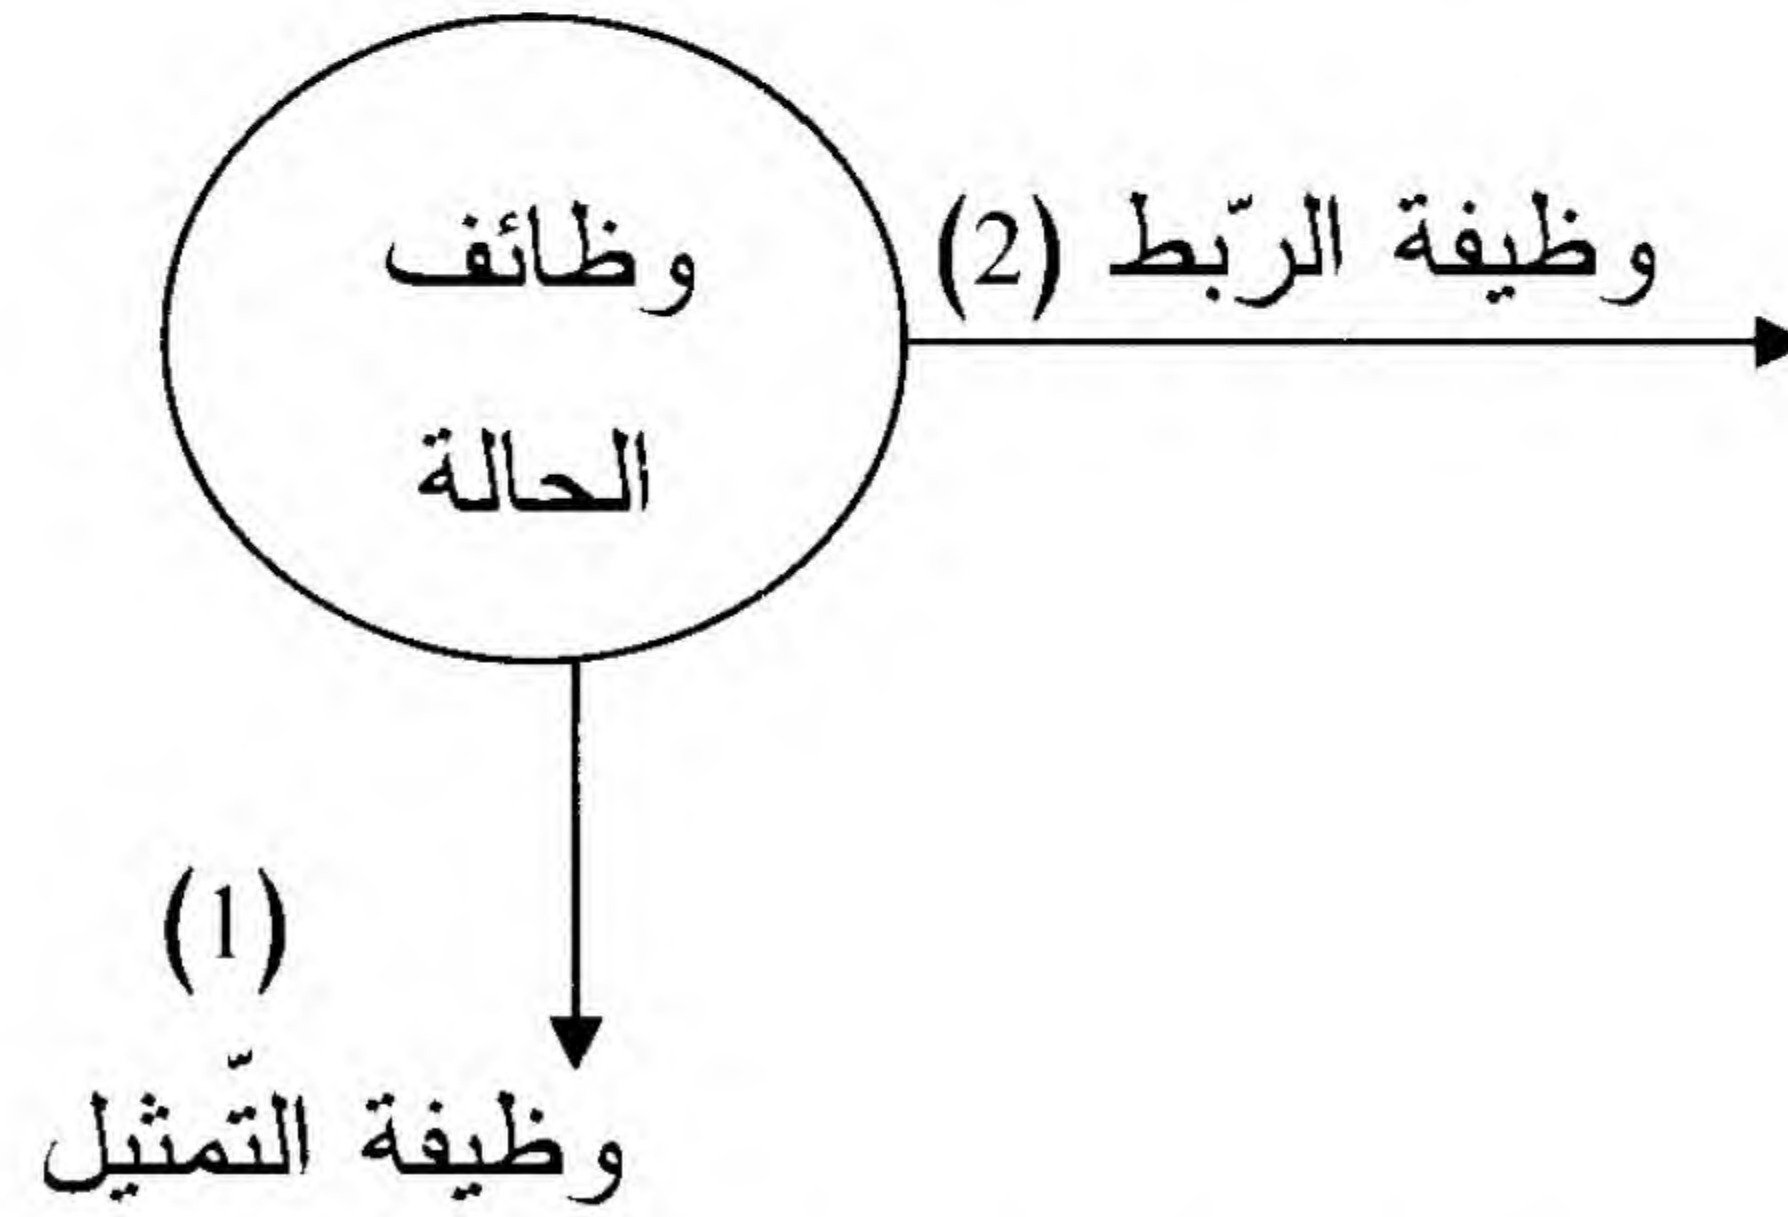 وظائف
الحالة
وظيفة الرّبط (2)
(1)
وظيفة التّمثيل